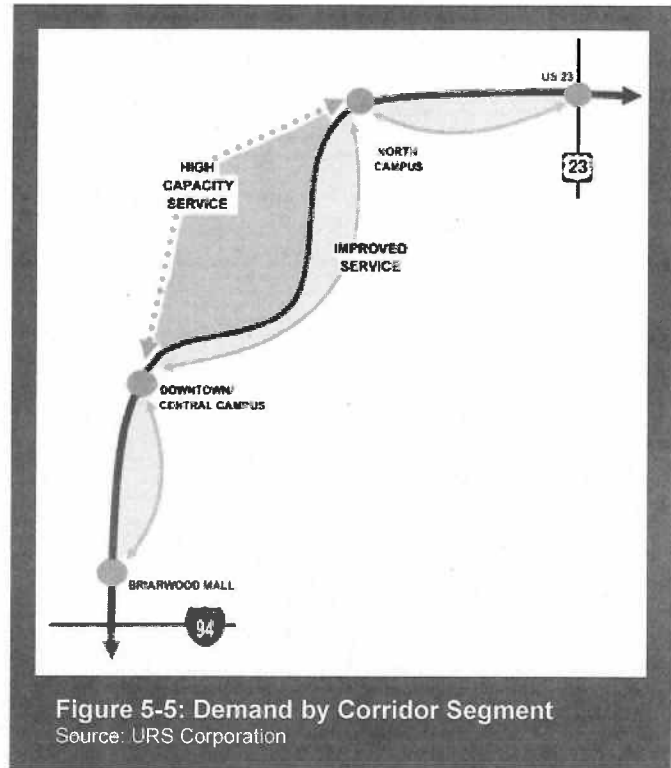 US 23
23
NORTH
CAMPUS
HIGH
CAPACITY
SERVICE
IMPROVED
SERVICE
DOWNTOWN/
CENTRAL CAMPUS
BRIARWOOD MALL
94
Figure 5-5: Demand by Corridor Segment
Source: URS Corporation